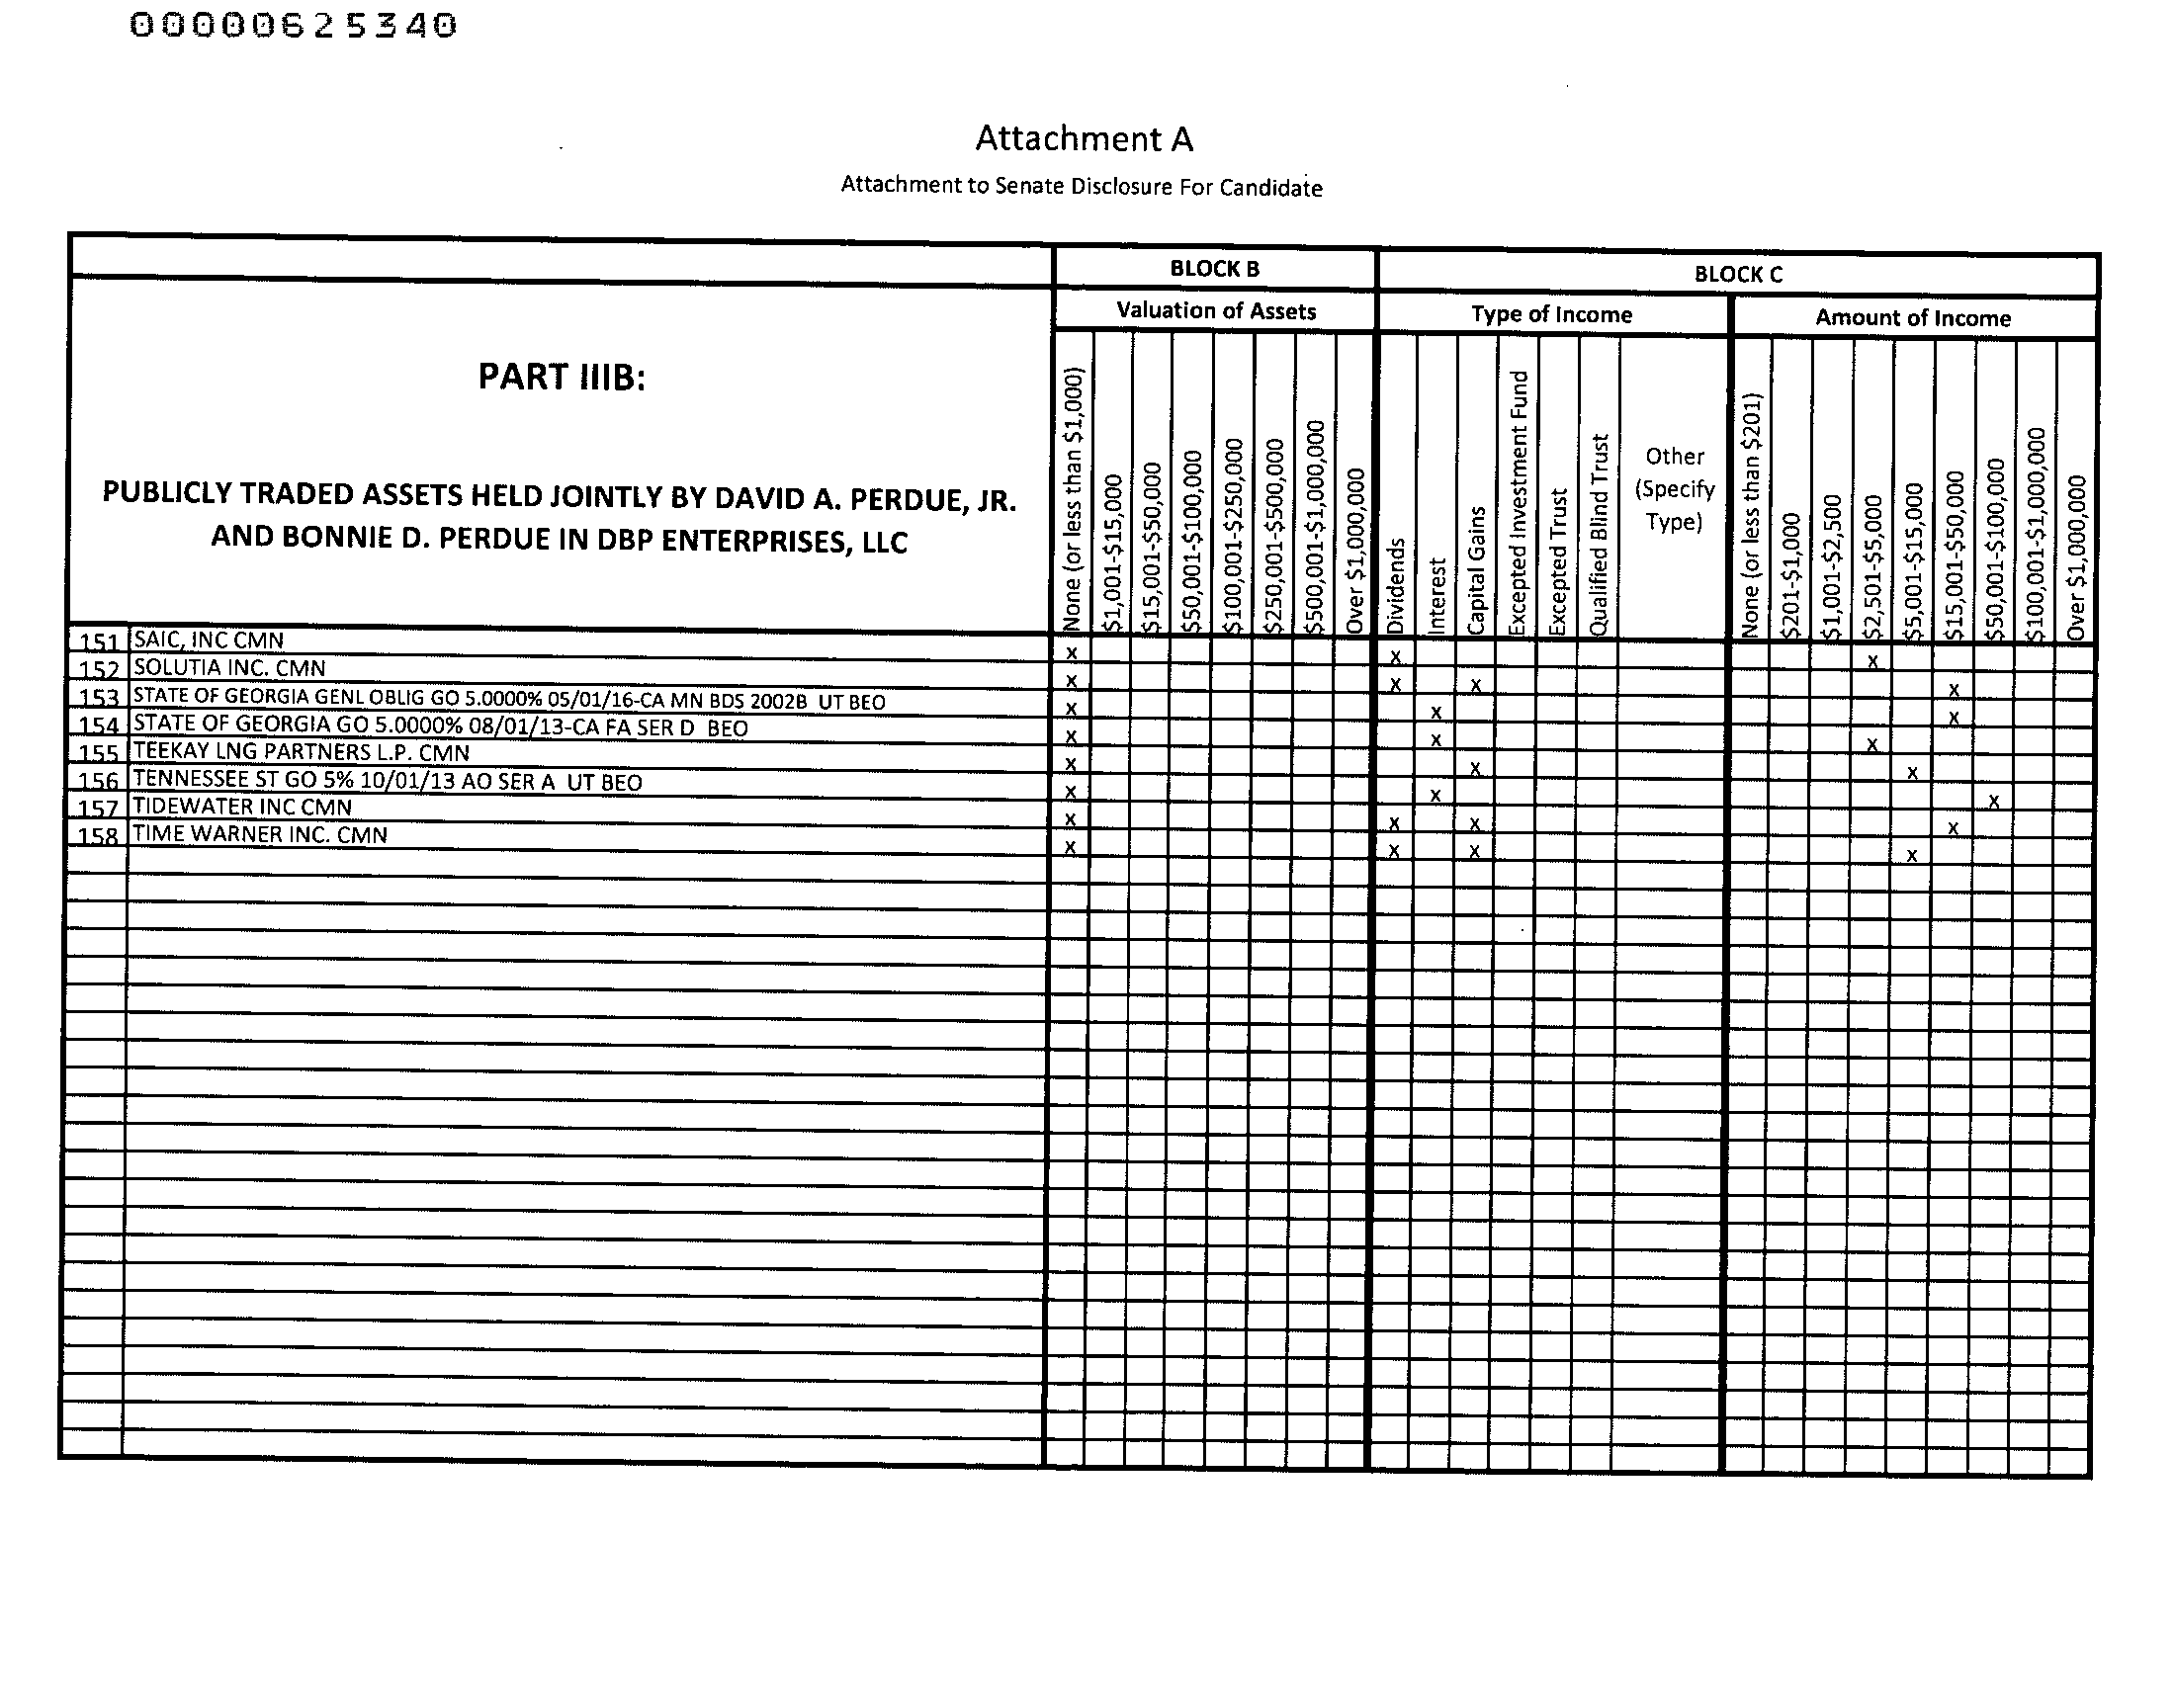 00000625340
Attachment A
Attachment to Senate Disclosure For Candidate
BLOCK B
BLOCK C
Valuation of Assets
Type of Income
Amount of Income
PART IIIB:
PUBLICLY TRADED ASSETS HELD JOINTLY BY DAVID A. PERDUE, JR.
AND BONNIE D. PERDUE IN DBP ENTERPRISES, LLC
None (or less than $1,000)
$1,001-$15,000
$15,001-$50,000
$50,001-$100,000
$100,001-$250,000
$250,001-$500,000
$500,001-$1,000,000
Over $1,000,000
Dividends
Interest
Capital Gains
Excepted Investment Fund
Excepted Trust
Qualified Blind Trust
Other
(Specify
Type)
None (or less than $201)
$201-$1,000
$1,001-$2,500
$2,501-$5,000
$5,001-$15,000
$15,001-$50,000
$50,001-$100,000
$100,001-$1,000,000
Over $1,000,000
151 SAIC, INC CMN x x x
152 SOLUTIA INC. CMN x x x x
153 STATE OF GEORGIA GENL OBLIG GO 5.0000% 05/01/16-CA MN BDS 2002B UT BEO x x x
154 STATE OF GEORGIA GO 5.0000% 08/01/13-CA FA SER D BEO x x x
155 TEEKAY LNG PARTNERS L.P. CMN x x x
156 TENNESSEE ST GO 5% 10/01/13 AO SER A UT BEO x x x
157 TIDEWATER INC CMN x x x x
158 TIME WARNER INC. CMN x x x x